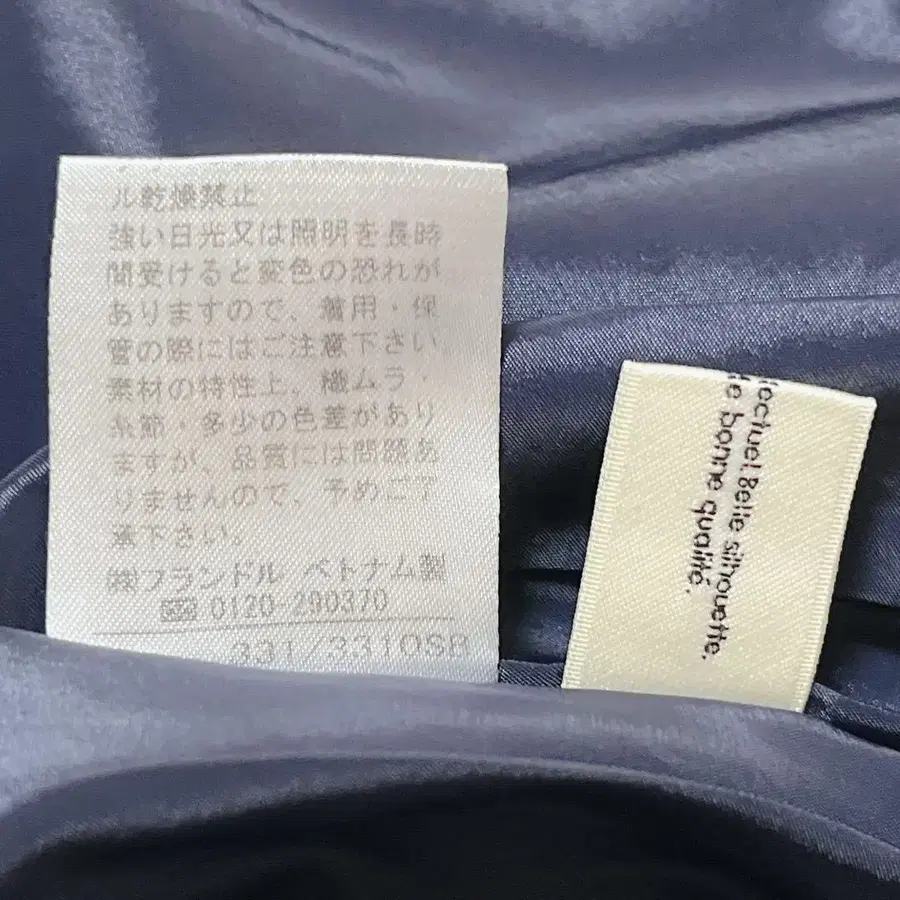 ル乾燥禁止
強い日光又は照明を長時
間受けると変色の恐れが
ありますので、着用・保
管の際にはご注意下さい。
素材の特性上、織ムラ・
糸節・多少の色差があり
ますが、品質には問題あ
りませんので、予めご了
承下さい。
㈱フランドル ベトナム製
0120-290370
331/3310SB
lectuel.Belle silhouette.
de bonne qualité.